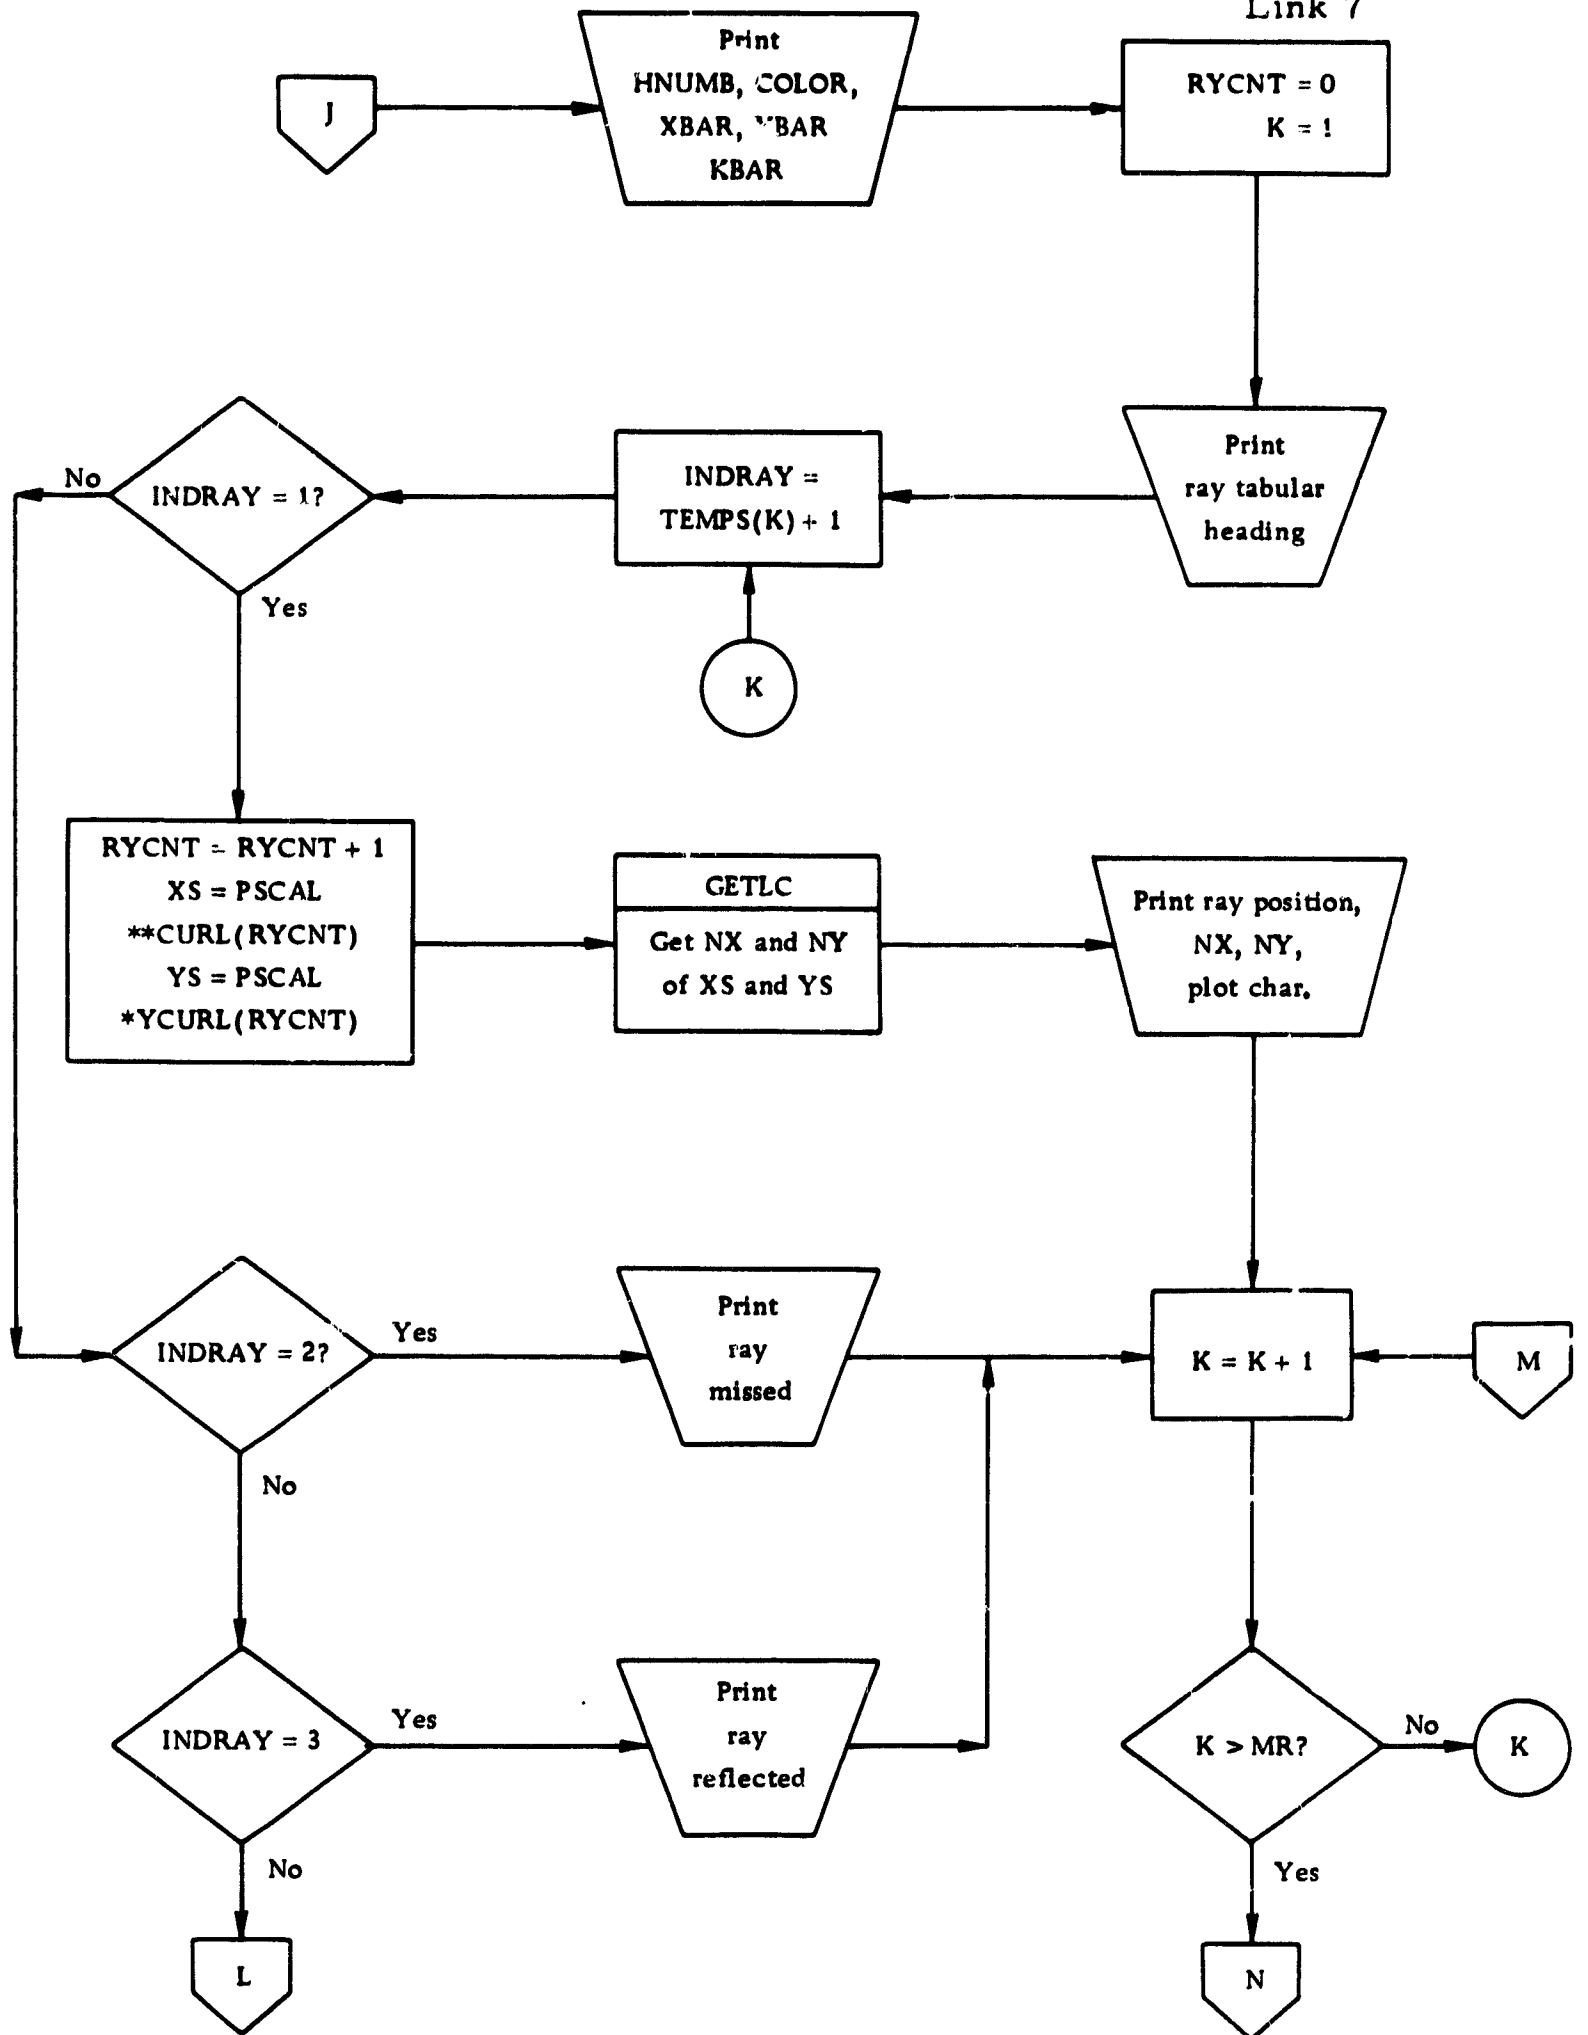 Link 7
J
Print
HNUMB, COLOR,
XBAR, YBAR
KBAR
RYCNT = 0
K = 1
Print
ray tabular
heading
INDRAY =
TEMPS(K) + 1
K
INDRAY = 1?
No
Yes
RYCNT = RYCNT + 1
XS = PSCAL
**CURL(RYCNT)
YS = PSCAL
*YCURL(RYCNT)
GETLC
Get NX and NY
of XS and YS
Print ray position,
NX, NY,
plot char.
INDRAY = 2?
Yes
No
Print
ray
missed
K = K + 1
M
INDRAY = 3
Yes
No
Print
ray
reflected
K > MR?
No
K
Yes
L
N